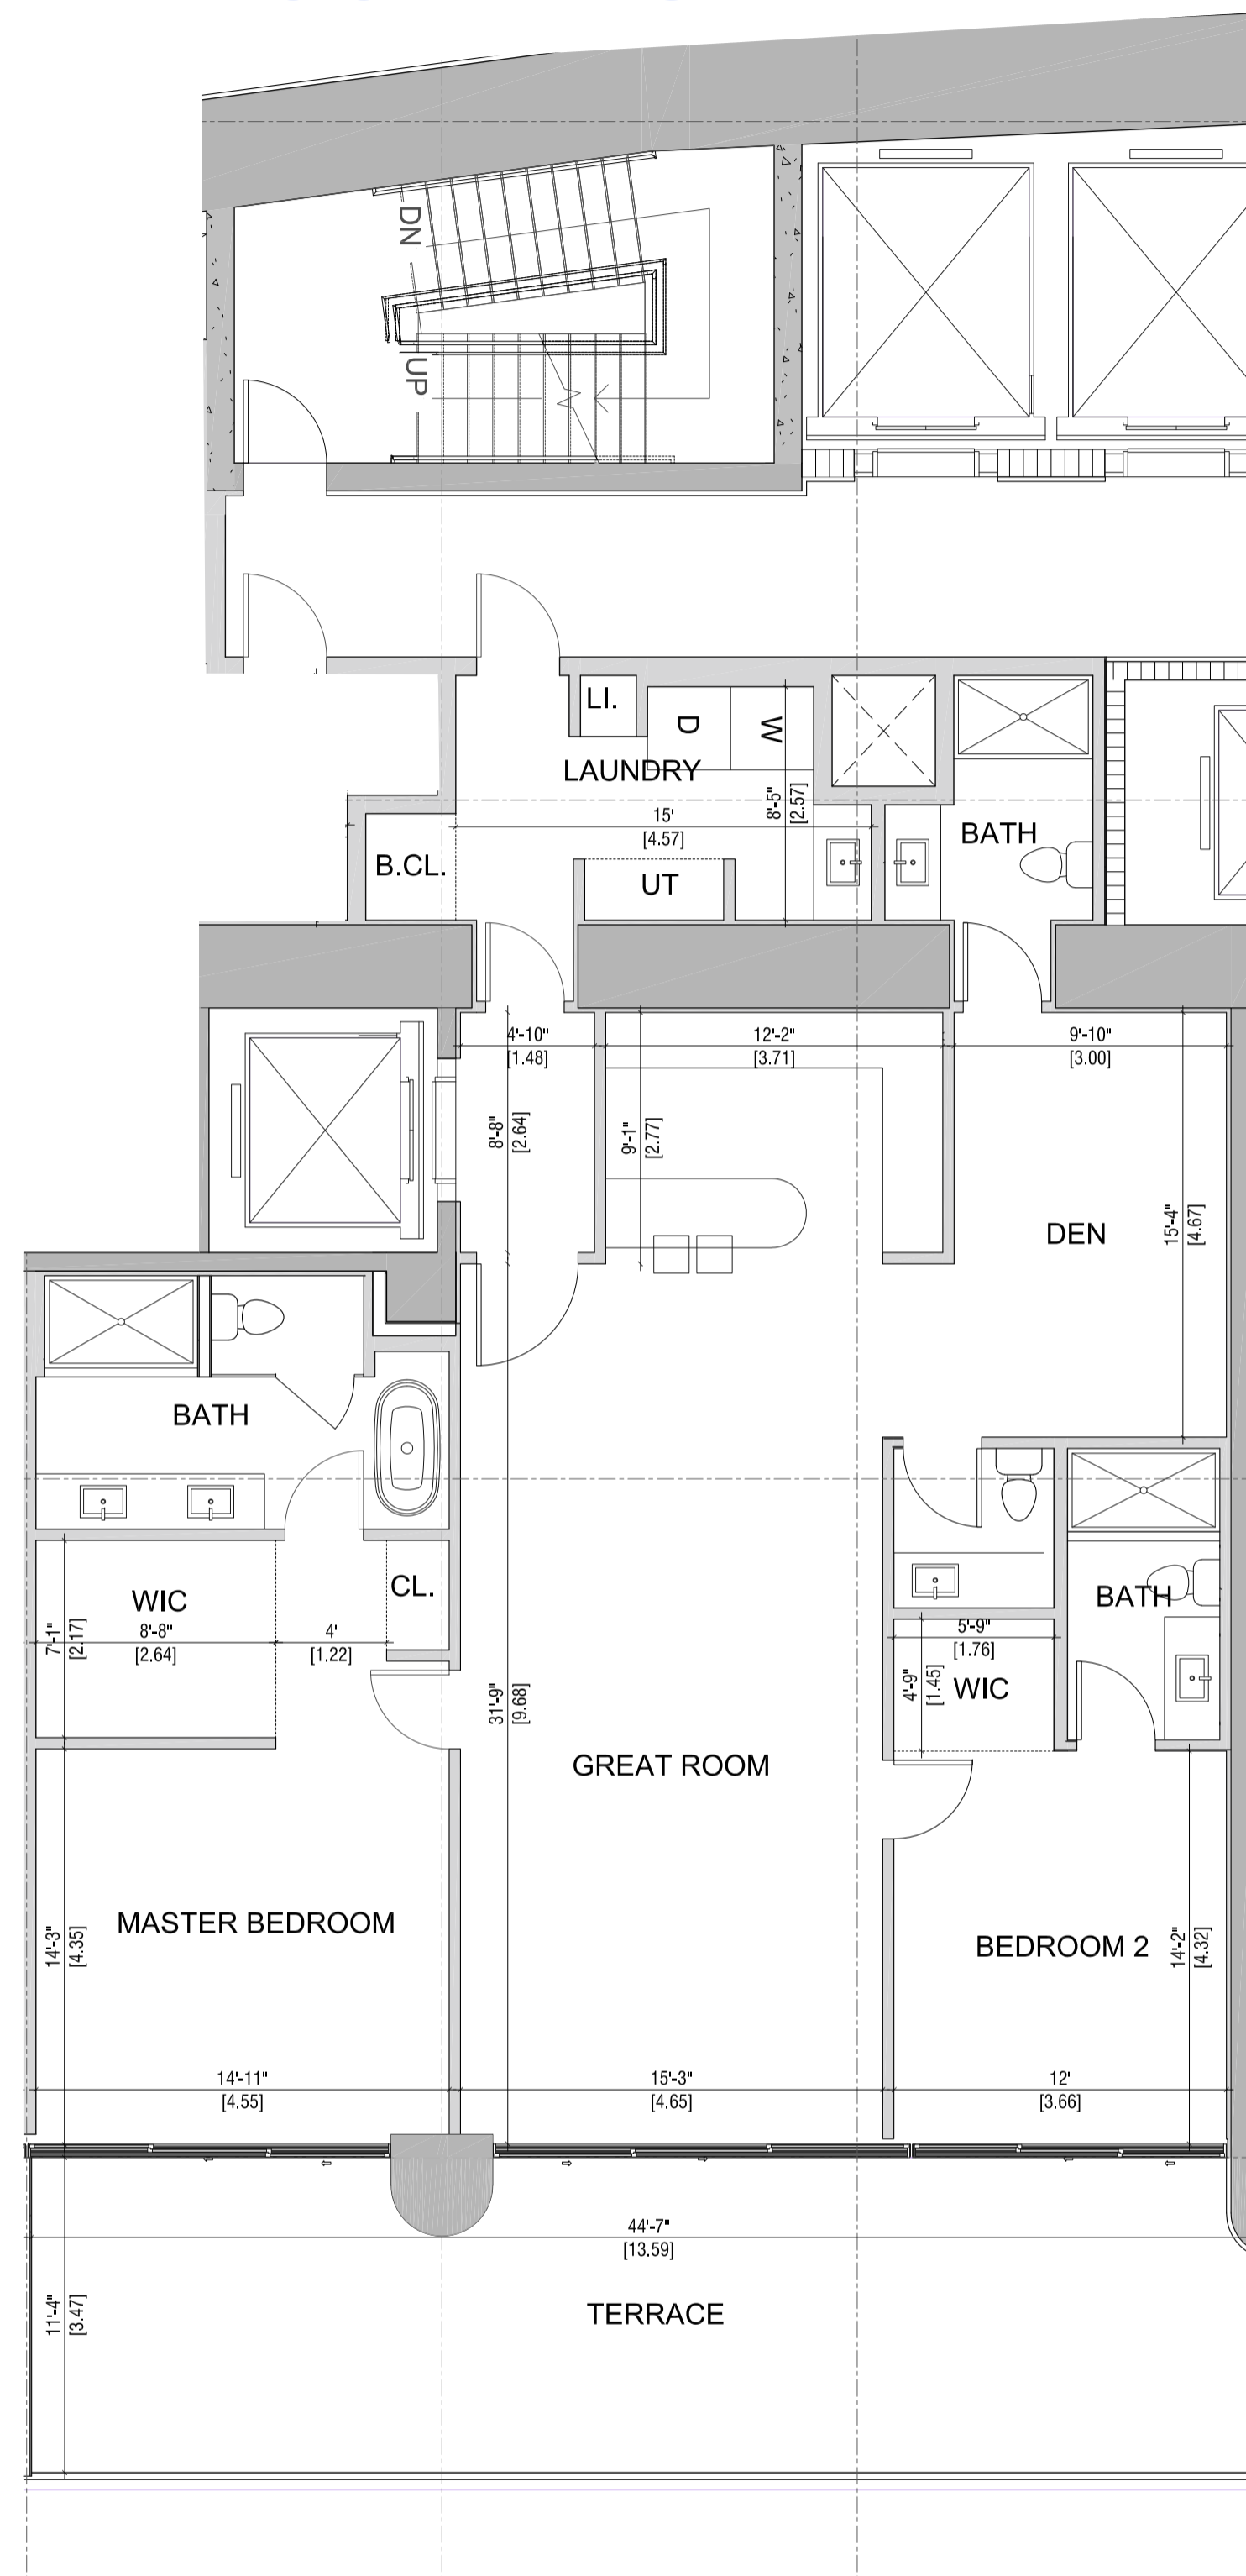 DN
UP
LI.
D
W
LAUNDRY
8'-5"
[2.57]
15'
[4.57]
BATH
B.CL.
UT
4'-10"
[1.48]
12'-2"
[3.71]
9'-10"
[3.00]
8'-8"
[2.64]
9'-1"
[2.77]
DEN
15'-4"
[4.67]
BATH
WIC
CL.
7'-1"
[2.17]
8'-8"
[2.64]
4'
[1.22]
BATH
5'-9"
[1.76]
4'-9"
[1.45]
WIC
31'-9"
[9.68]
GREAT ROOM
MASTER BEDROOM
14'-3"
[4.35]
BEDROOM 2
14'-2"
[4.32]
14'-11"
[4.55]
15'-3"
[4.65]
12'
[3.66]
44'-7"
[13.59]
11'-4"
[3.47]
TERRACE